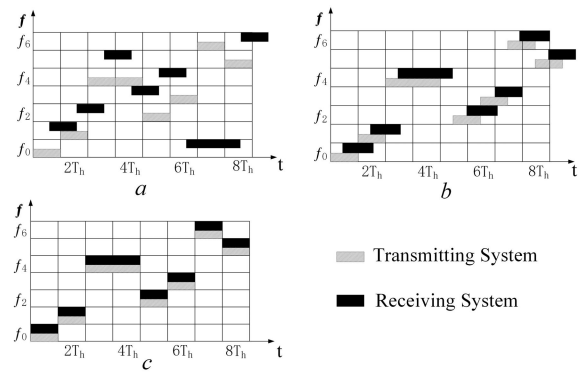 f
f6
f4
f2
f0
2Th
4Th
6Th
8Th
t
a
f
f6
f4
f2
f0
2Th
4Th
6Th
8Th
t
b
f
f6
f4
f2
f0
2Th
4Th
6Th
8Th
t
c
Transmitting System
Receiving System